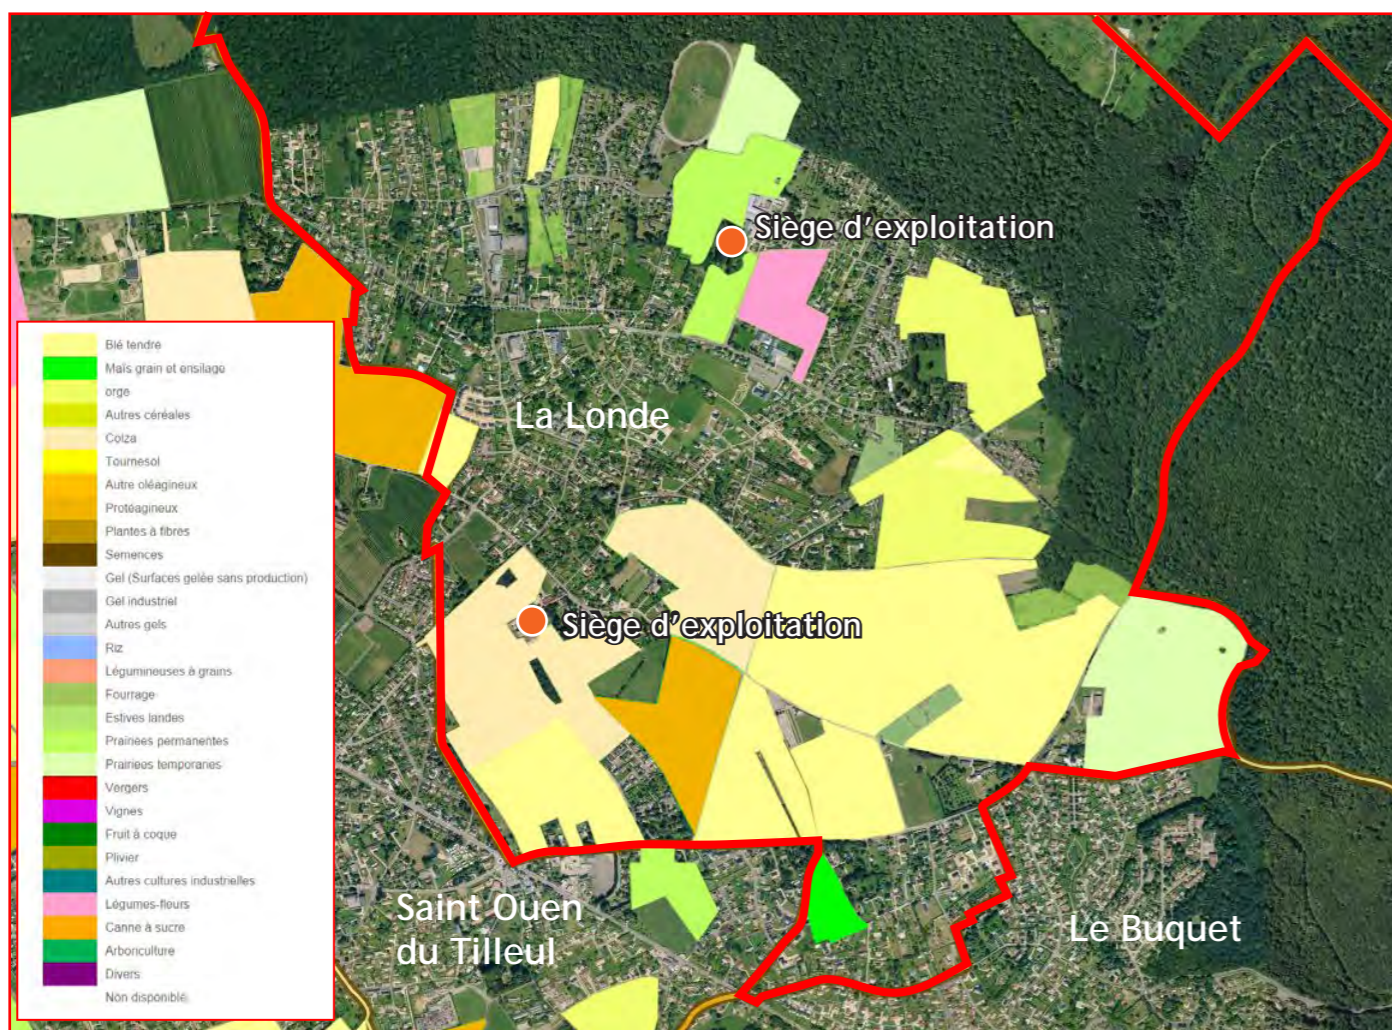 Siège d'exploitation
La Londe
Siège d'exploitation
Saint Ouen
du Tilleul
Le Buquet
Blé tendre
Maïs grain et ensilage
orge
Autres céréales
Colza
Tournesol
Autre oléagineux
Protéagineux
Plantes à fibres
Semences
Gel (Surfaces gelée sans production)
Gel industriel
Autres gels
Riz
Légumineuses à grains
Fourrage
Estives landes
Prairiees permanentes
Prairiees temporaries
Vergers
Vignes
Fruit à coque
Plivier
Autres cultures industrielles
Légumes-fleurs
Canne à sucre
Arboriculture
Divers
Non disponible